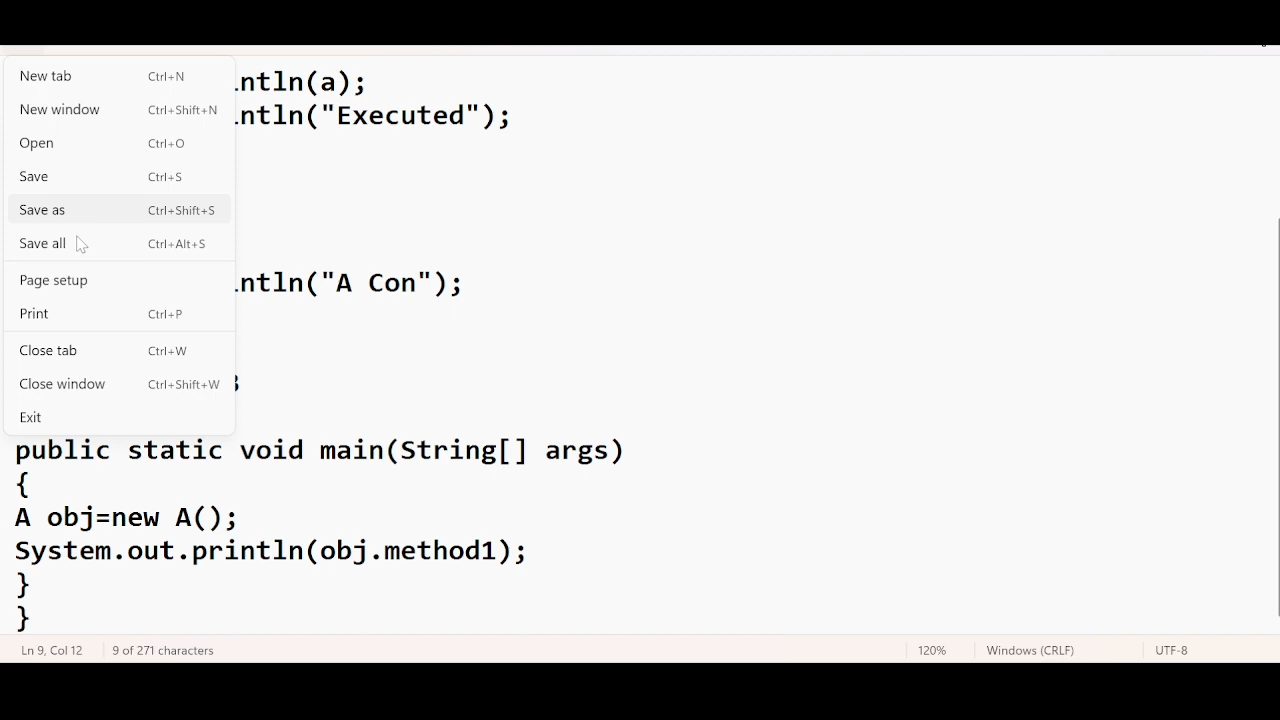 New tab Ctrl+N
ntln(a);
New window Ctrl+Shift+N
ntln("Executed");
Open Ctrl+O
Save Ctrl+S
Save as Ctrl+Shift+S
Save all Ctrl+Alt+S
Page setup
ntln("A Con");
Print Ctrl+P
Close tab Ctrl+W
Close window Ctrl+Shift+W
Exit
public static void main(String[] args)
{
A obj=new A();
System.out.println(obj.method1);
}
}
Ln 9, Col 12 9 of 271 characters 120% Windows (CRLF) UTF-8